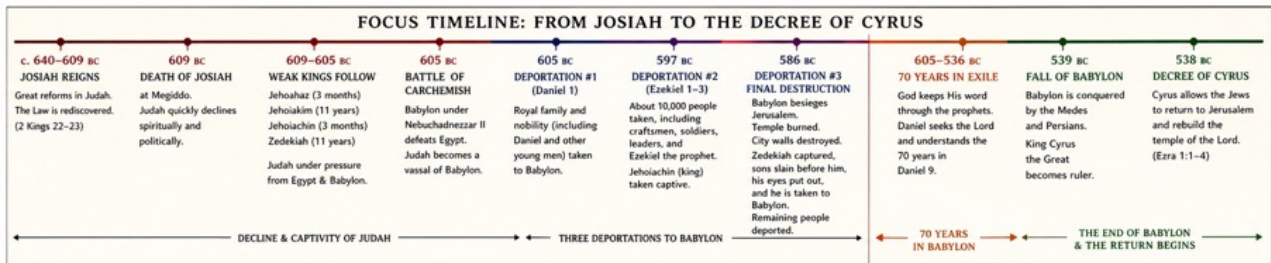 FOCUS TIMELINE: FROM JOSIAH TO THE DECREE OF CYRUS
c. 640–609 BC
JOSIAH REIGNS
Great reforms in Judah.
The Law is rediscovered.
(2 Kings 22–23)
609 BC
DEATH OF JOSIAH
at Megiddo.
Judah quickly declines
spiritually and
politically.
609–605 BC
WEAK KINGS FOLLOW
Jehoahaz (3 months)
Jehoiakim (11 years)
Jehoiachin (3 months)
Zedekiah (11 years)
Judah under pressure
from Egypt & Babylon.
605 BC
BATTLE OF
CARCHEMISH
Babylon under
Nebuchadnezzar II
defeats Egypt.
Judah becomes a
vassal of Babylon.
605 BC
DEPORTATION #1
(Daniel 1)
Royal family and
nobility (including
Daniel and other
young men) taken
to Babylon.
597 BC
DEPORTATION #2
(Ezekiel 1–3)
About 10,000 people
taken, including
craftsmen, soldiers,
leaders, and
Ezekiel the prophet.
Jehoiachin (king)
taken captive.
586 BC
DEPORTATION #3
FINAL DESTRUCTION
Babylon besieges
Jerusalem.
Temple burned.
City walls destroyed.
Zedekiah captured,
sons slain before him,
his eyes put out,
and he is taken to
Babylon.
Remaining people
deported.
605–536 BC
70 YEARS IN EXILE
God keeps His word
through the prophets.
Daniel seeks the Lord
and understands the
70 years in
Daniel 9.
539 BC
FALL OF BABYLON
Babylon is conquered
by the Medes
and Persians.
King Cyrus
the Great
becomes ruler.
538 BC
DECREE OF CYRUS
Cyrus allows the Jews
to return to Jerusalem
and rebuild the
temple of the Lord.
(Ezra 1:1–4)
DECLINE & CAPTIVITY OF JUDAH
THREE DEPORTATIONS TO BABYLON
70 YEARS
IN BABYLON
THE END OF BABYLON
& THE RETURN BEGINS